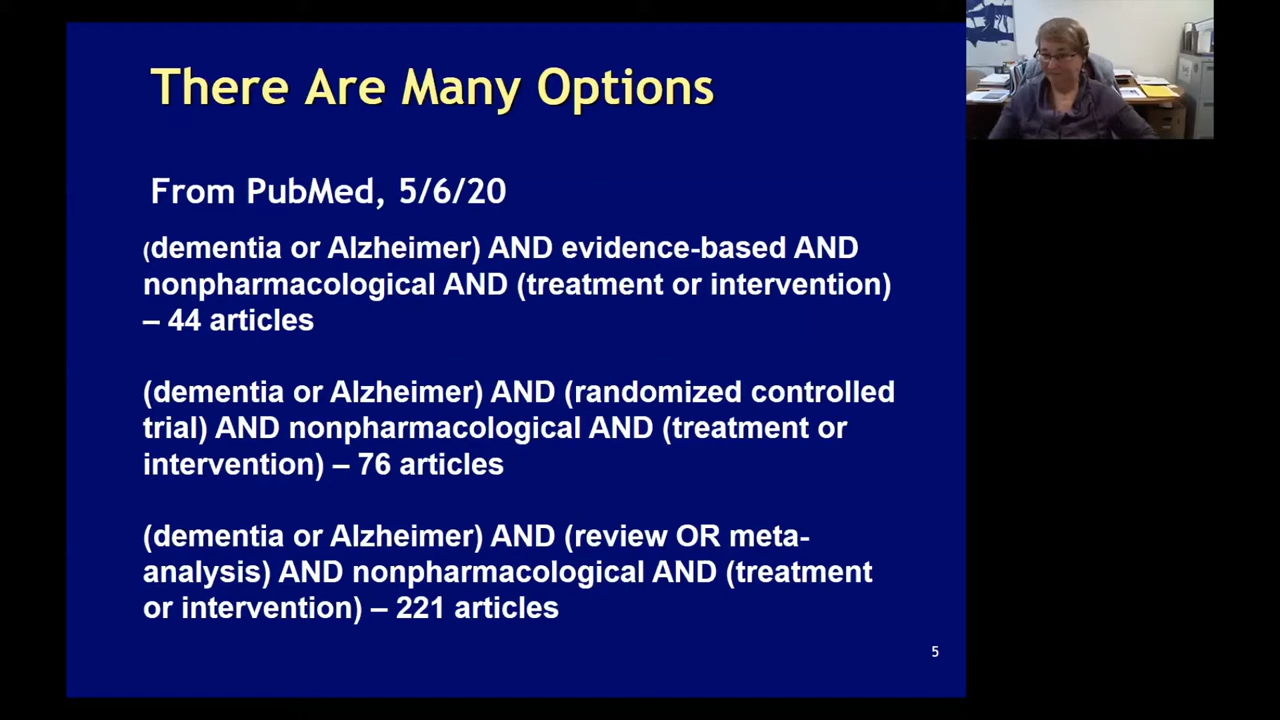 There Are Many Options
From PubMed, 5/6/20
(dementia or Alzheimer) AND evidence-based AND
nonpharmacological AND (treatment or intervention)
– 44 articles
(dementia or Alzheimer) AND (randomized controlled
trial) AND nonpharmacological AND (treatment or
intervention) – 76 articles
(dementia or Alzheimer) AND (review OR meta-
analysis) AND nonpharmacological AND (treatment
or intervention) – 221 articles
5